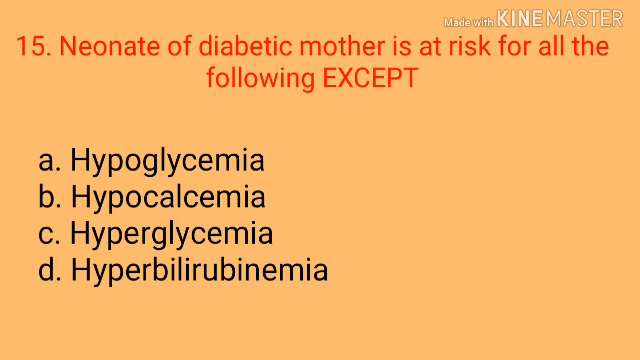 Made with KINEMASTER
15. Neonate of diabetic mother is at risk for all the
following EXCEPT
a. Hypoglycemia
b. Hypocalcemia
c. Hyperglycemia
d. Hyperbilirubinemia